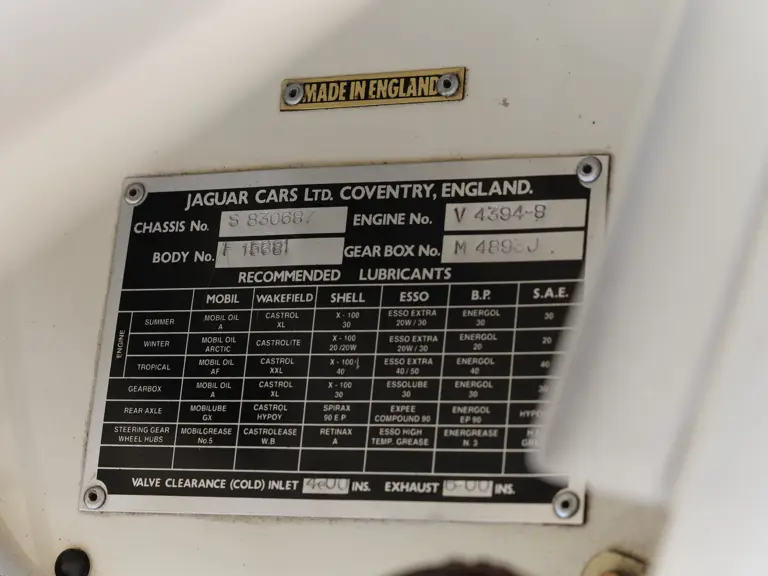 MADE IN ENGLAND
JAGUAR CARS LTD. COVENTRY, ENGLAND.
CHASSIS No. S 830687 ENGINE No. V 4394-8
BODY No. GEAR BOX No. M
RECOMMENDED LUBRICANTS
MOBIL WAKEFIELD SHELL ESSO B.P. S.A.E.
ENGINE
SUMMER MOBIL OIL A CASTROL XL X - 100 30 ESSO EXTRA 20W / 30 ENERGOL 30 30
WINTER MOBIL OIL ARCTIC CASTROLITE X - 100 20 /20W ESSO EXTRA 20W / 30 ENERGOL 20 20
TROPICAL MOBIL OIL AF CASTROL XXL X - 100 40 ESSO EXTRA 40 / 50 ENERGOL 40 40
GEARBOX MOBIL OIL A CASTROL XL X - 100 30 ESSOLUBE 30 ENERGOL 30
REAR AXLE MOBILUBE GX CASTROL HYPOY SPIRAX 90 E P EXPEE COMPOUND 90 ENERGOL EP 90
STEERING GEAR WHEEL HUBS MOBILGREASE No. 5 CASTROLEASE W.B RETINAX A ESSO HIGH TEMP. GREASE ENERGREASE N. 3
VALVE CLEARANCE (COLD) INLET INS. EXHAUST INS.